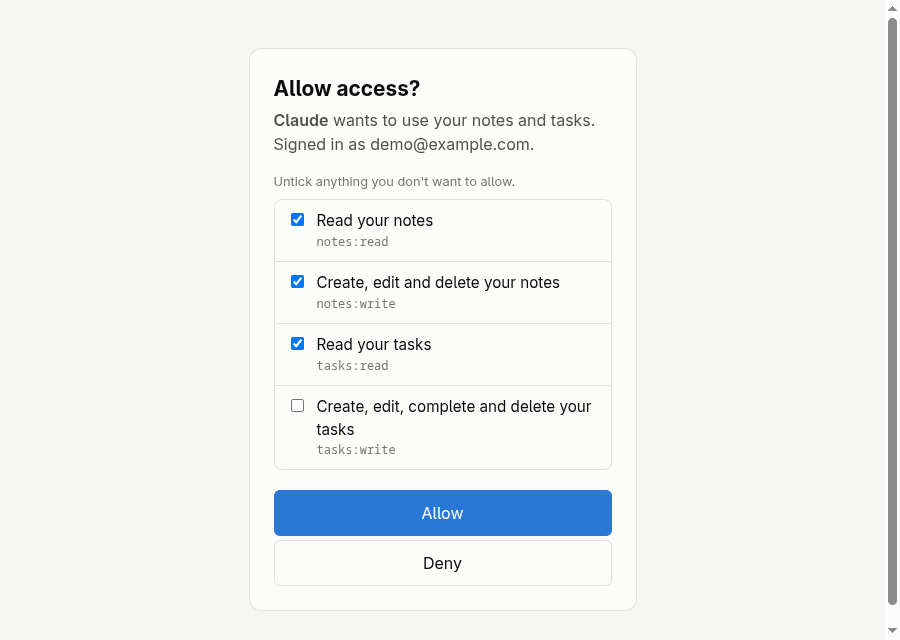 Allow access?
Claude wants to use your notes and tasks.
Signed in as demo@example.com.
Untick anything you don't want to allow.
Read your notes
notes:read
Create, edit and delete your notes
notes:write
Read your tasks
tasks:read
Create, edit, complete and delete your
tasks
tasks:write
Allow
Deny